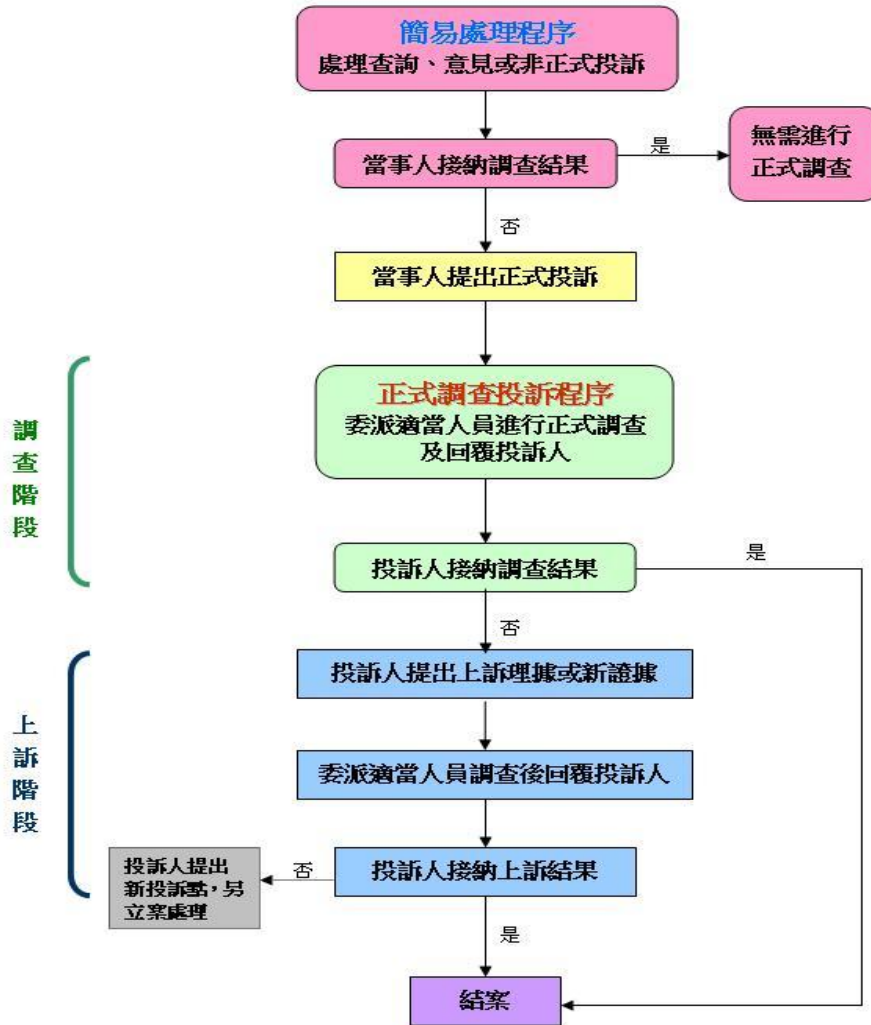 簡易處理程序
處理查詢、意見或非正式投訴
當事人接納調查結果
是
無需進行
正式調查
否
當事人提出正式投訴
調
查
階
段
正式調查投訴程序
委派適當人員進行正式調查
及回覆投訴人
投訴人接納調查結果
是
否
上
訴
階
段
投訴人提出上訴理據或新證據
委派適當人員調查後回覆投訴人
投訴人接納上訴結果
否
投訴人提出
新投訴點，另
立案處理
是
結案